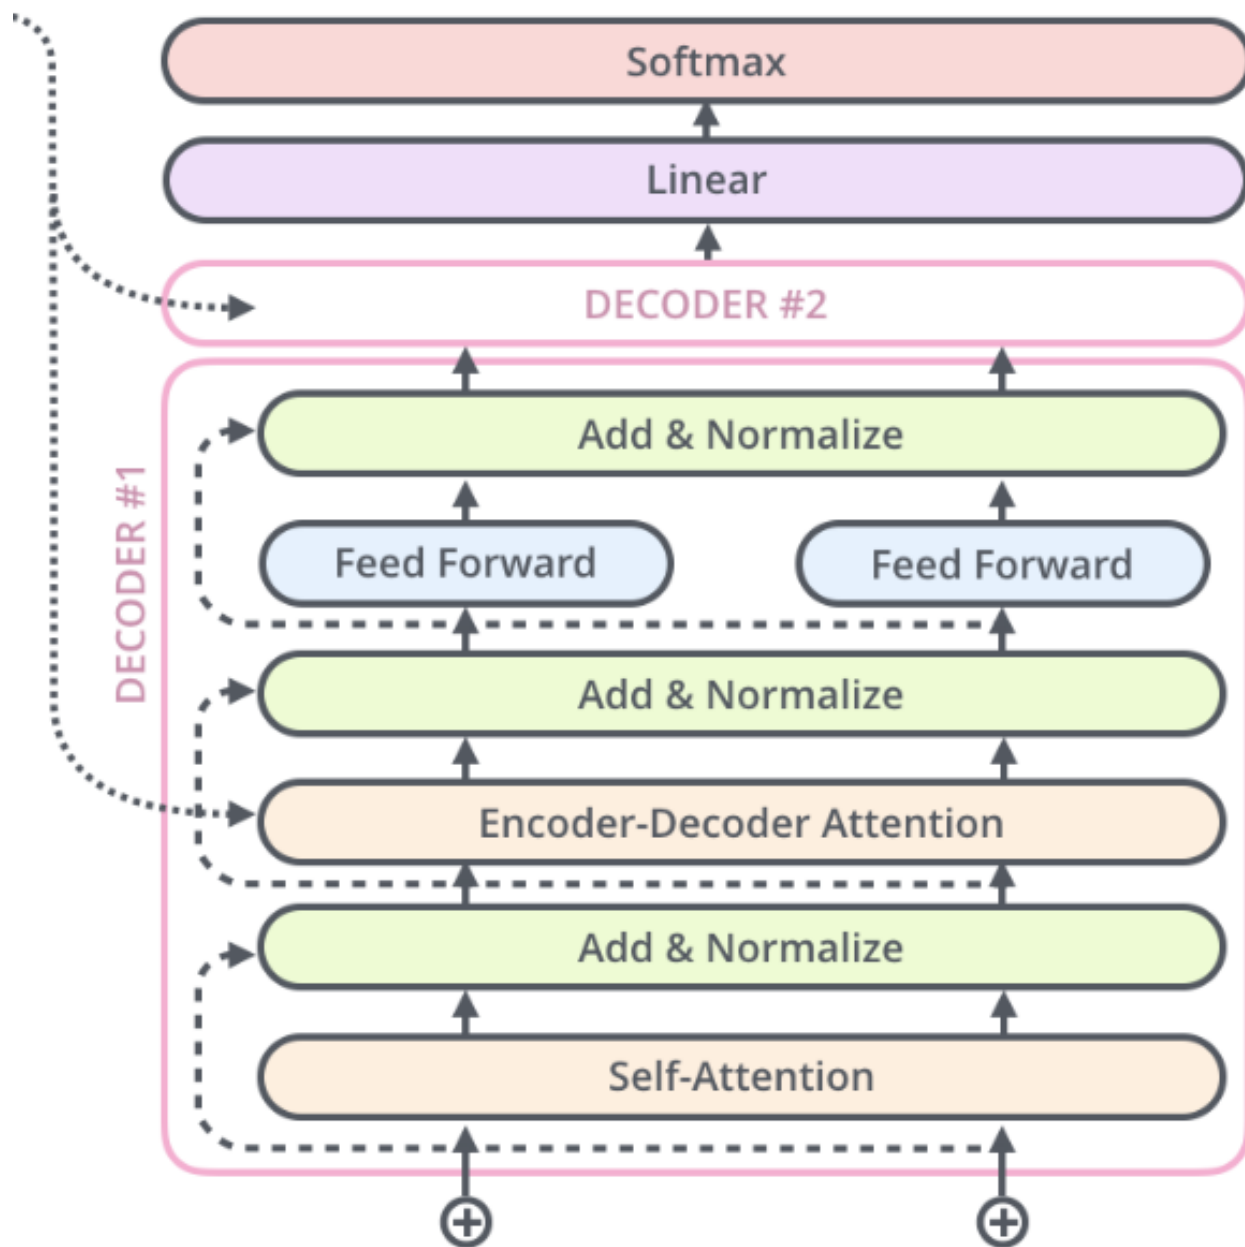 Softmax
Linear
DECODER #2
DECODER #1
Add & Normalize
Feed Forward
Feed Forward
Add & Normalize
Encoder-Decoder Attention
Add & Normalize
Self-Attention